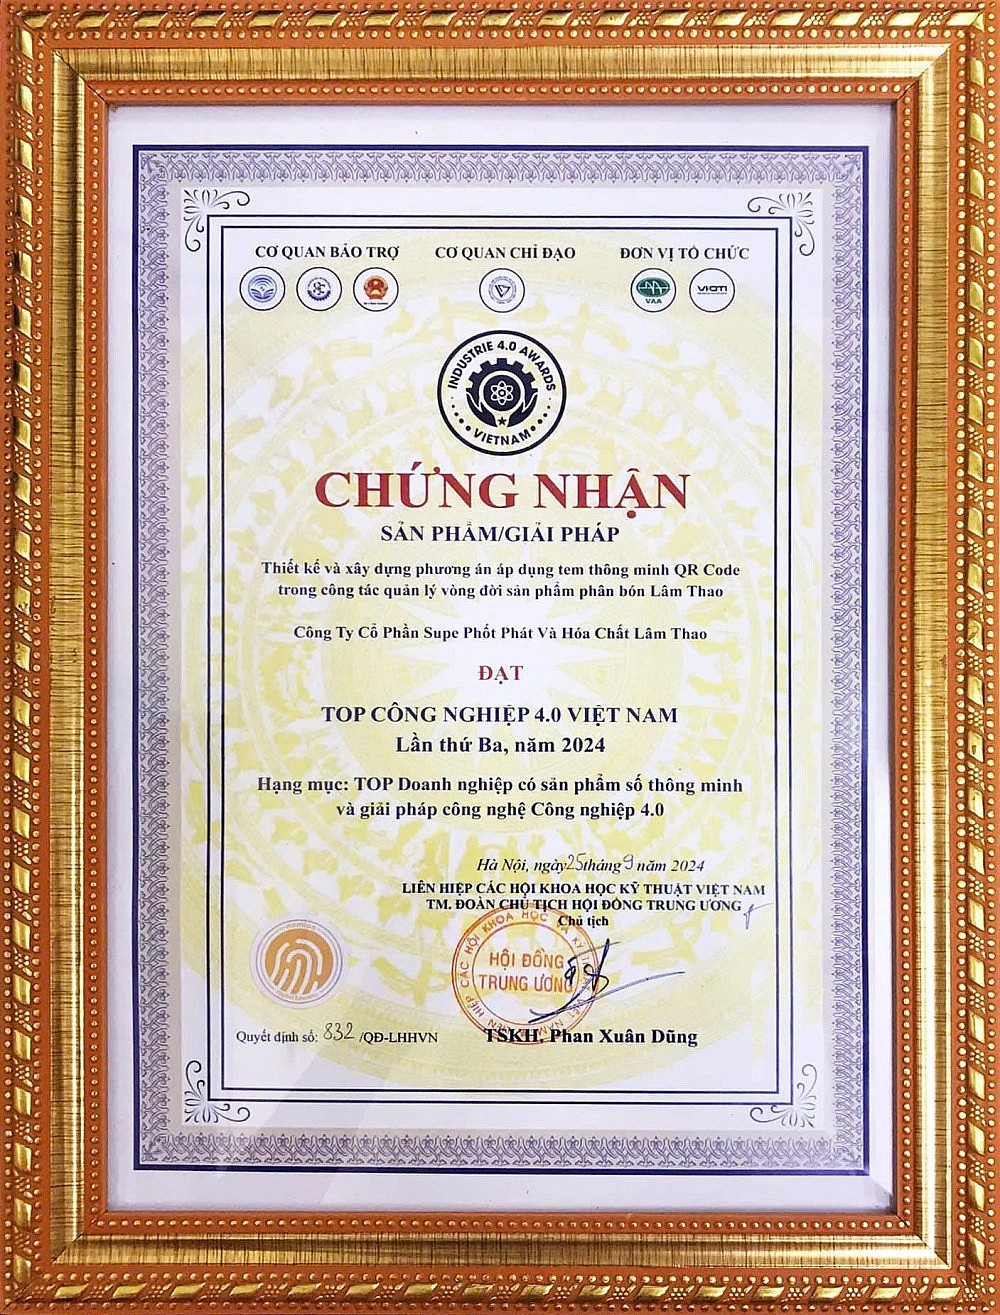 CƠ QUAN BẢO TRỢ CƠ QUAN CHỈ ĐẠO ĐƠN VỊ TỔ CHỨC
VAA VIOTI
INDUSTRIE 4.0 AWARDS
VIETNAM
CHỨNG NHẬN
SẢN PHẨM/GIẢI PHÁP
Thiết kế và xây dựng phương án áp dụng tem thông minh QR Code
trong công tác quản lý vòng đời sản phẩm phân bón Lâm Thao
Công Ty Cổ Phần Supe Phốt Phát Và Hóa Chất Lâm Thao
ĐẠT
TOP CÔNG NGHIỆP 4.0 VIỆT NAM
Lần thứ Ba, năm 2024
Hạng mục: TOP Doanh nghiệp có sản phẩm số thông minh
và giải pháp công nghệ Công nghiệp 4.0
Hà Nội, ngày 25 tháng 9 năm 2024
LIÊN HIỆP CÁC HỘI KHOA HỌC KỸ THUẬT VIỆT NAM
TM. ĐOÀN CHỦ TỊCH HỘI ĐỒNG TRUNG ƯƠNG
Chủ tịch
HỘI ĐỒNG
TRUNG ƯƠNG
Quyết định số: 832 /QĐ-LHHVN
TSKH. Phan Xuân Dũng